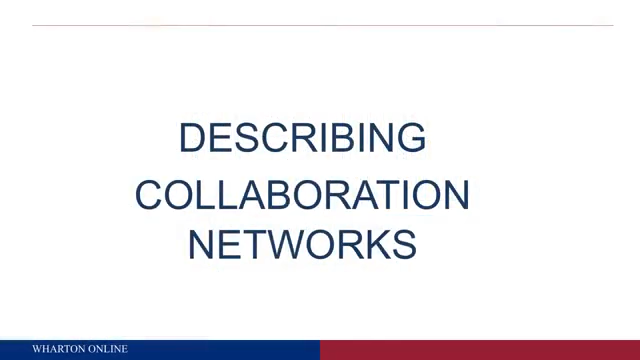 DESCRIBING
COLLABORATION
NETWORKS
WHARTON ONLINE